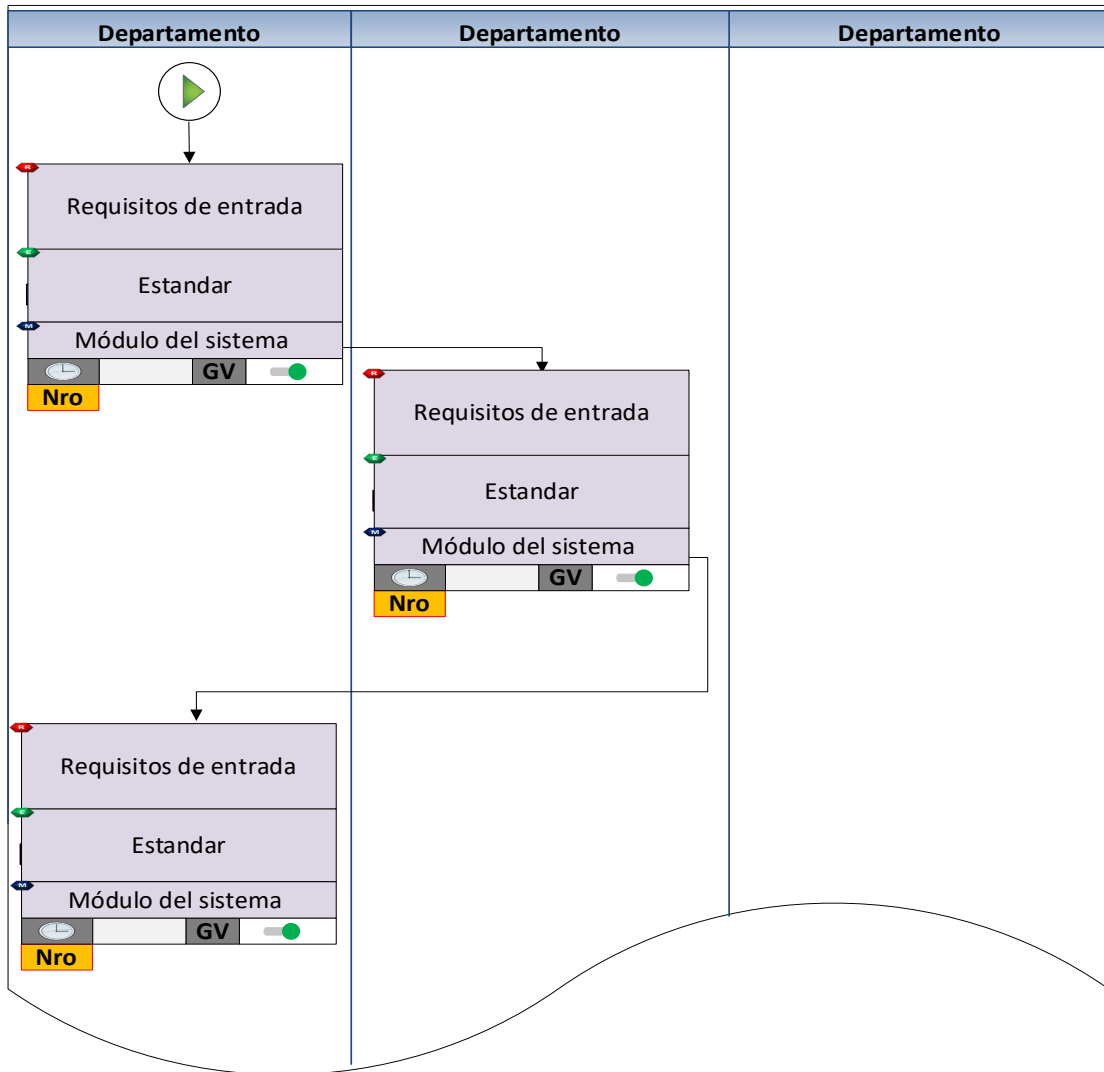 Departamento
Departamento
Departamento
R
Requisitos de entrada
E
Estandar
M
Módulo del sistema
GV
Nro
R
Requisitos de entrada
E
Estandar
M
Módulo del sistema
GV
Nro
R
Requisitos de entrada
E
Estandar
M
Módulo del sistema
GV
Nro